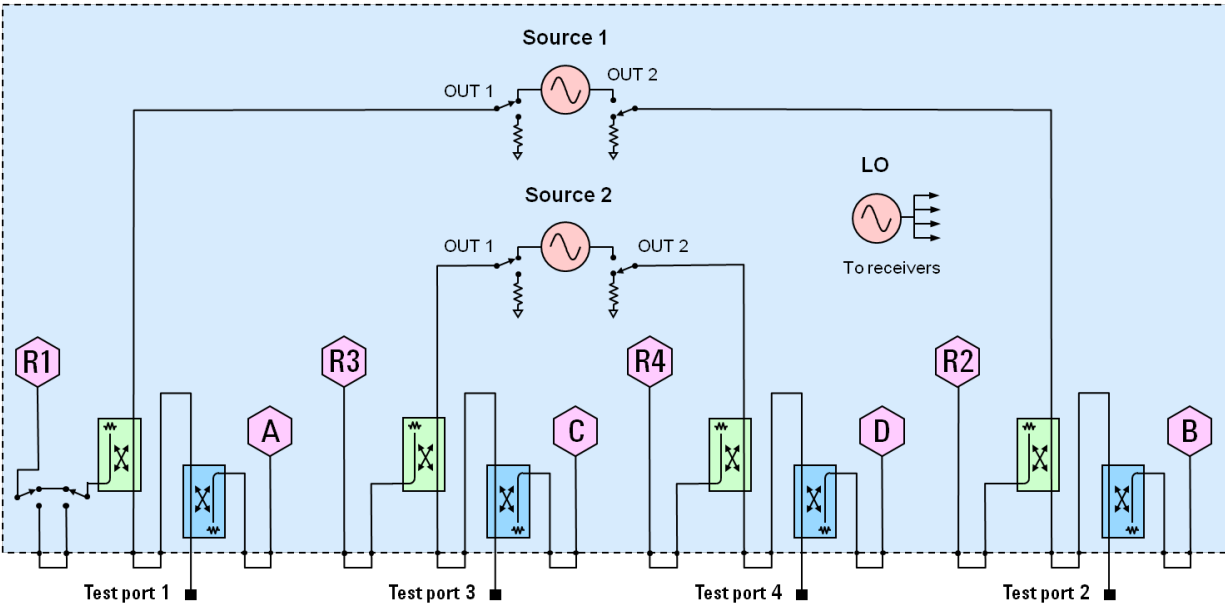 Source 1
OUT 1
OUT 2
LO
Source 2
OUT 1
OUT 2
To receivers
R1
R3
R4
R2
A
C
D
B
Test port 1
Test port 3
Test port 4
Test port 2